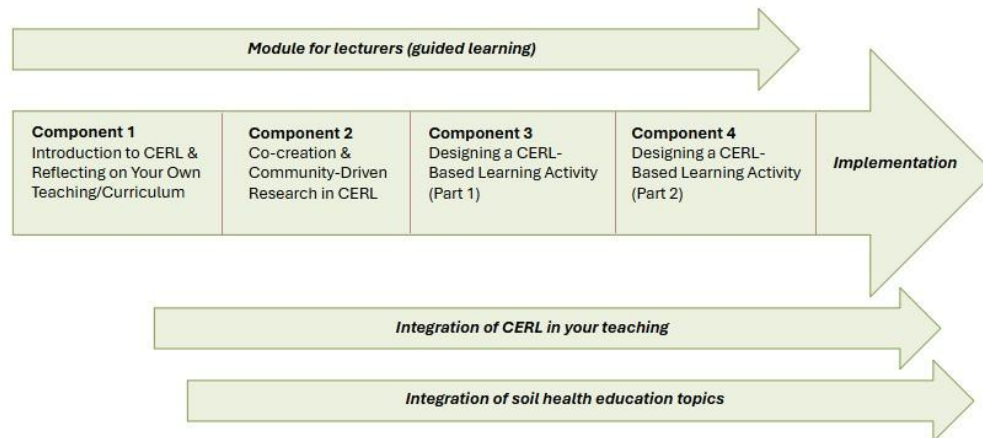 Module for lecturers (guided learning)
Component 1
Introduction to CERL &
Reflecting on Your Own
Teaching/Curriculum
Component 2
Co-creation &
Community-Driven
Research in CERL
Component 3
Designing a CERL-
Based Learning Activity
(Part 1)
Component 4
Designing a CERL-
Based Learning Activity
(Part 2)
Implementation
Integration of CERL in your teaching
Integration of soil health education topics